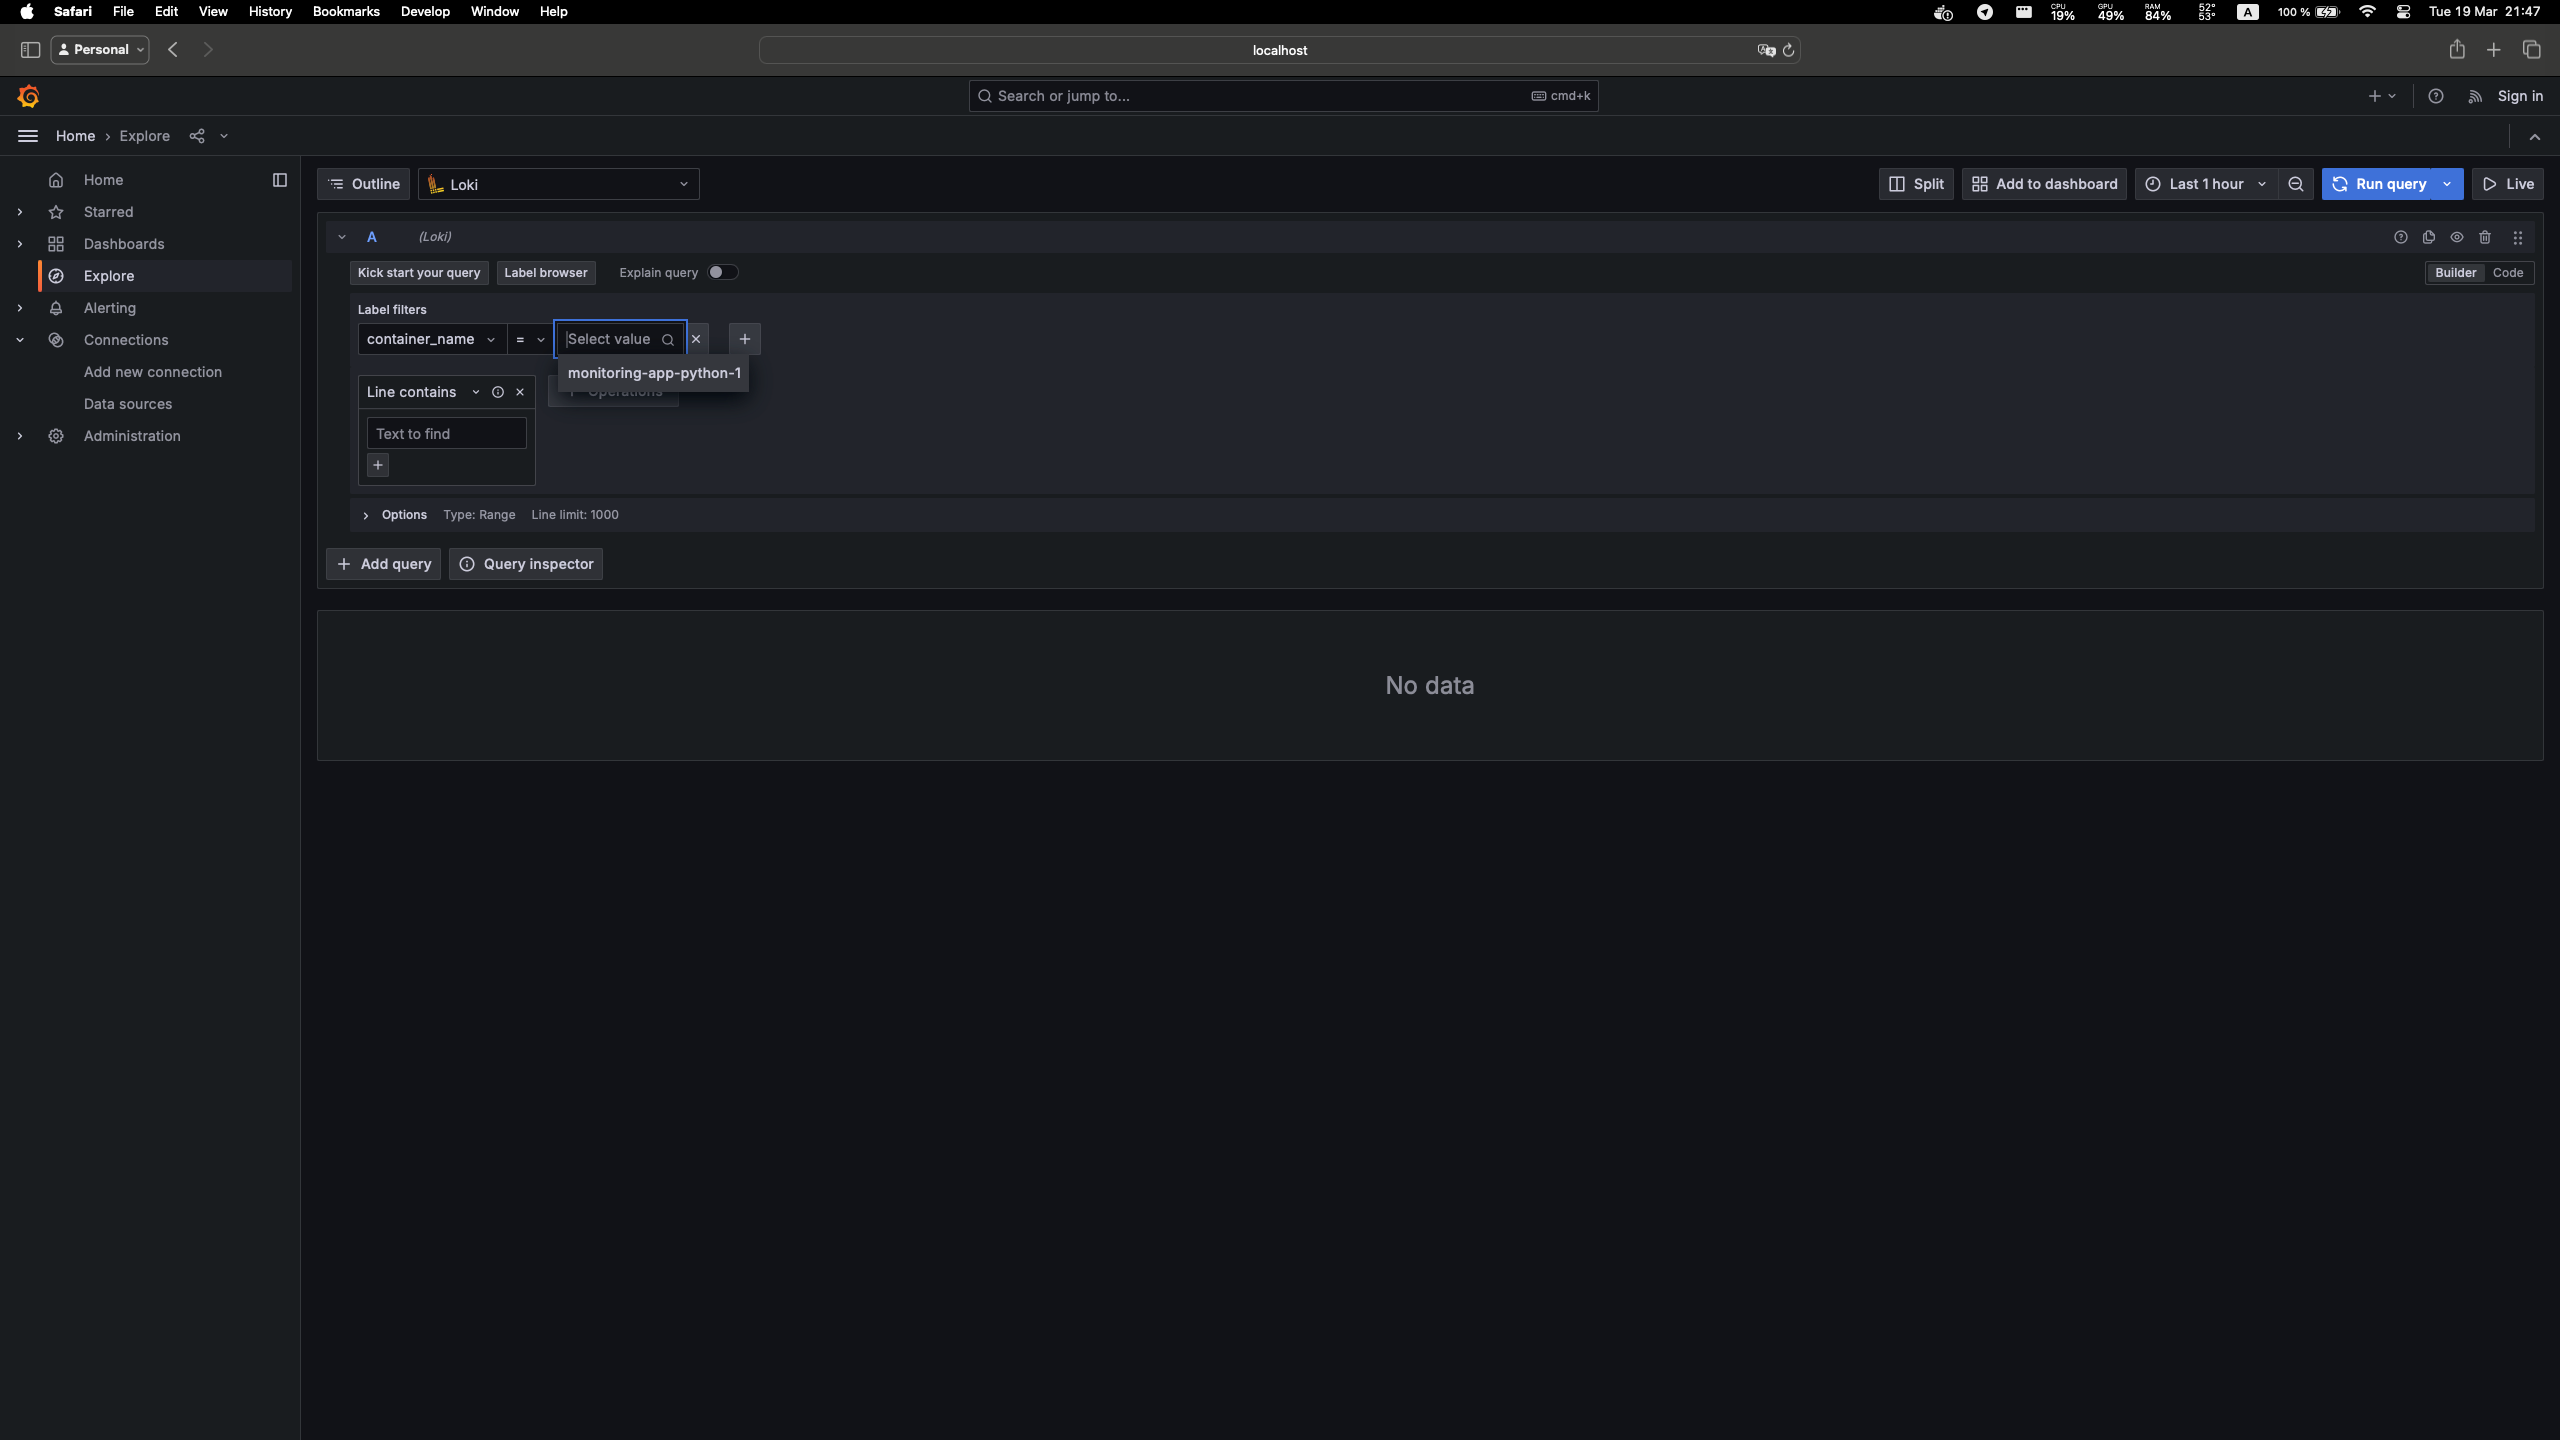 Safari File Edit View History Bookmarks Develop Window Help CPU 19% GPU 49% RAM 84% 52° 53° A 100 % Tue 19 Mar 21:47
Personal localhost
Search or jump to... cmd+k Sign in
Home › Explore
Home
Starred
Dashboards
Explore
Alerting
Connections
Add new connection
Data sources
Administration
Outline Loki Split Add to dashboard Last 1 hour Run query Live
A (Loki)
Kick start your query Label browser Explain query Builder Code
Label filters
container_name = Select value
monitoring-app-python-1
Line contains Operations
Text to find
Options Type: Range Line limit: 1000
Add query Query inspector
No data